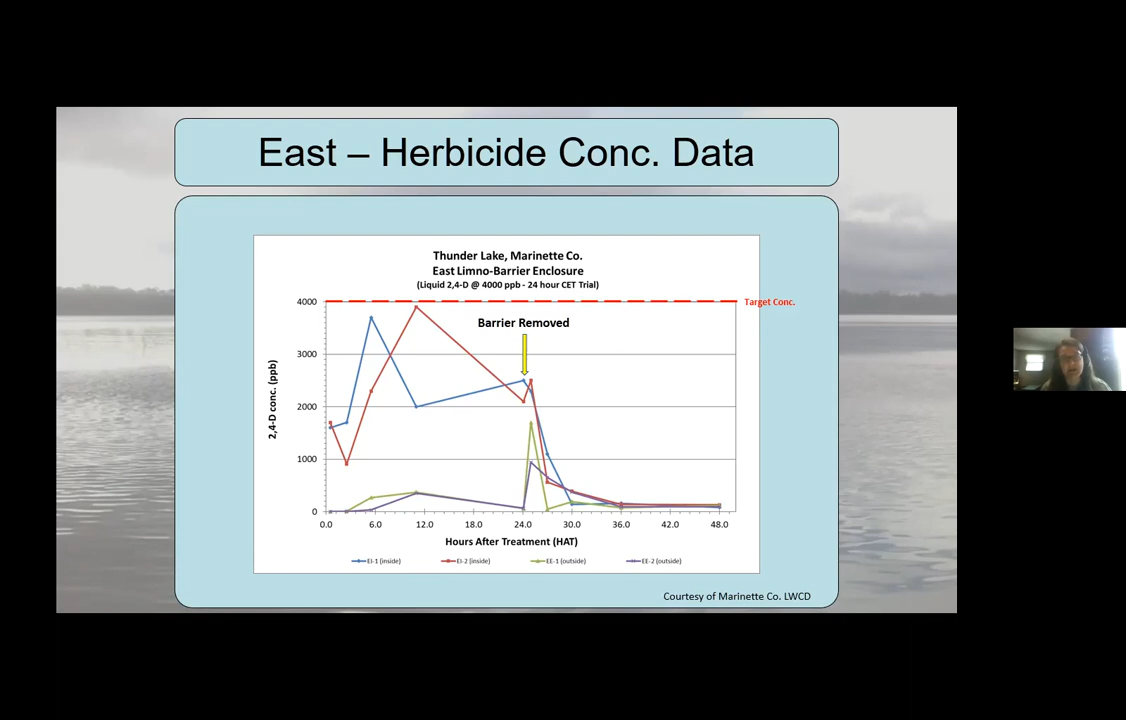 East – Herbicide Conc. Data
Thunder Lake, Marinette Co.
East Limno-Barrier Enclosure
(Liquid 2,4-D @ 4000 ppb - 24 hour CET Trial)
4000
Target Conc.
Barrier Removed
3000
2,4-D conc. (ppb)
2000
1000
0
0.0 6.0 12.0 18.0 24.0 30.0 36.0 42.0 48.0
Hours After Treatment (HAT)
EI-1 (inside) EI-2 (inside) EE-1 (outside) EE-2 (outside)
Courtesy of Marinette Co. LWCD